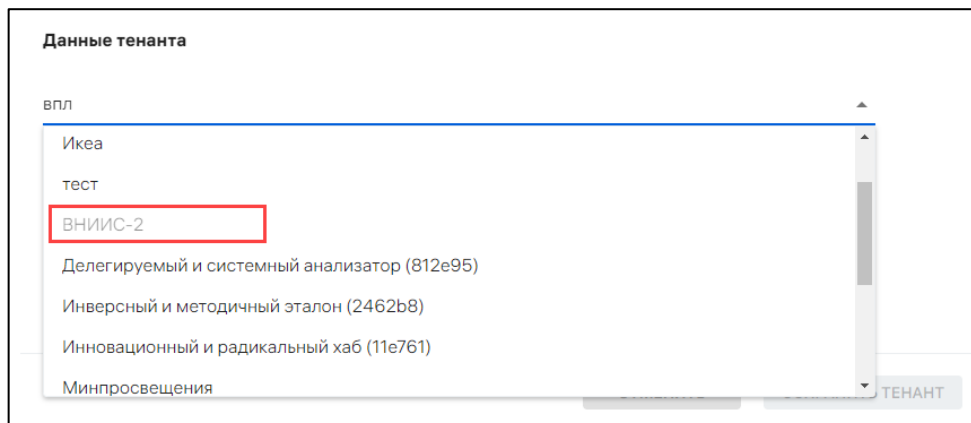 Данные тенанта
впл
Икеа
тест
ВНИИС-2
Делегируемый и системный анализатор (812e95)
Инверсный и методичный эталон (2462b8)
Инновационный и радикальный хаб (11e761)
Минпросвещения
ТЕНАНТ